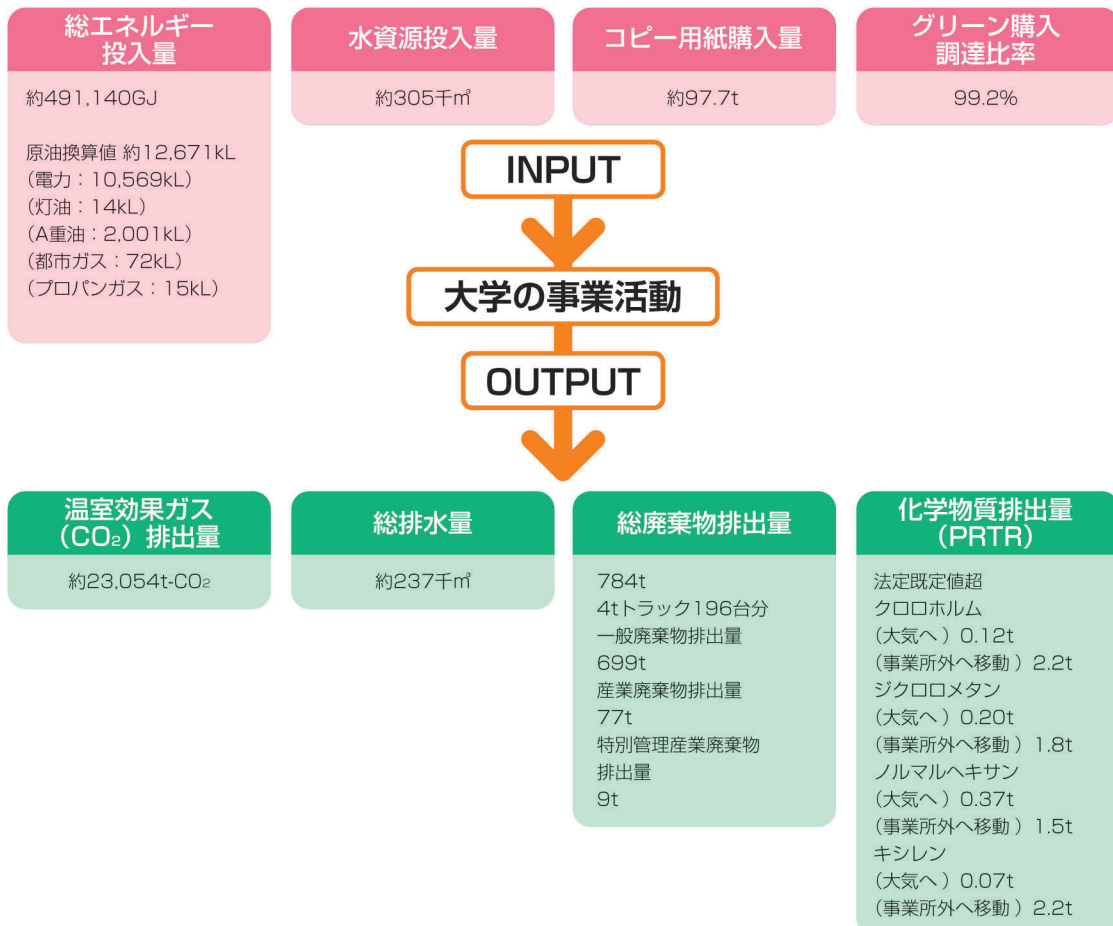 総エネルギー
投入量
約491,140GJ
原油換算値 約12,671kL
(電力：10,569kL)
(灯油：14kL)
(A重油：2,001kL)
(都市ガス：72kL)
(プロパンガス：15kL)
水資源投入量
約305千㎥
コピー用紙購入量
約97.7t
グリーン購入
調達比率
99.2%
INPUT
大学の事業活動
OUTPUT
温室効果ガス
(CO₂) 排出量
約23,054t-CO₂
総排水量
約237千㎥
総廃棄物排出量
784t
4tトラック196台分
一般廃棄物排出量
699t
産業廃棄物排出量
77t
特別管理産業廃棄物
排出量
9t
化学物質排出量
(PRTR)
法定既定値超
クロロホルム
(大気へ) 0.12t
(事業所外へ移動) 2.2t
ジクロロメタン
(大気へ) 0.20t
(事業所外へ移動) 1.8t
ノルマルヘキサン
(大気へ) 0.37t
(事業所外へ移動) 1.5t
キシレン
(大気へ) 0.07t
(事業所外へ移動) 2.2t